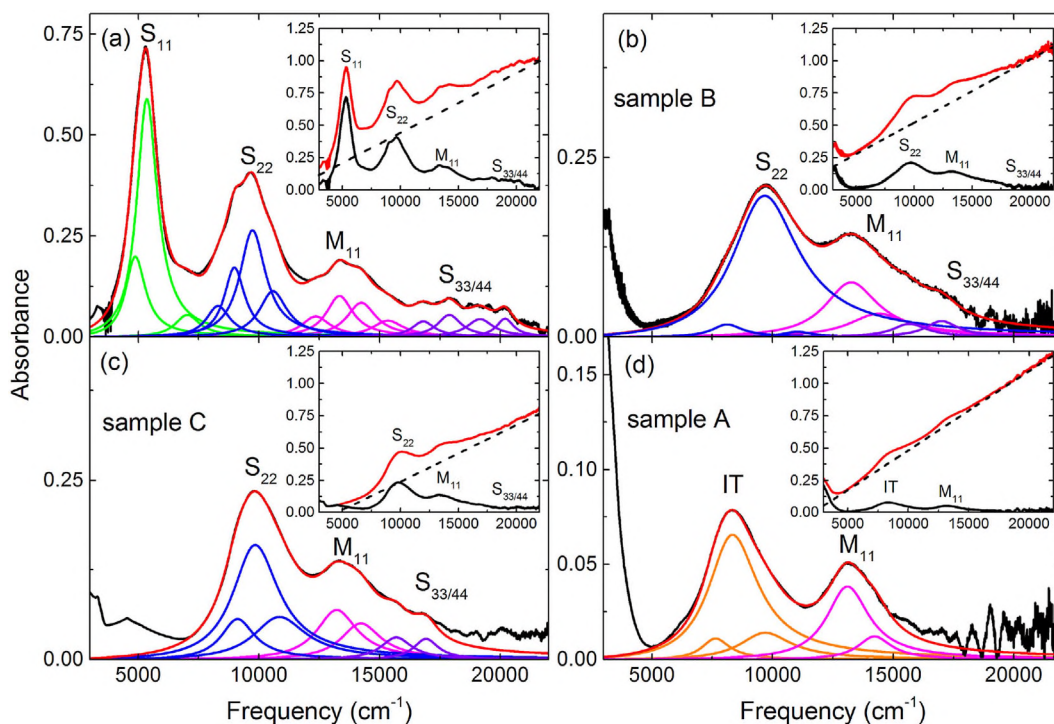 Absorbance
(a)
S11
S22
M11
S33/44
0.75
0.50
0.25
0.00
1.25
1.00
0.75
0.50
0.25
0.00
S11
S22
M11
S33/44
5000 10000 15000 20000
(b)
sample B
S22
M11
S33/44
0.25
0.00
1.25
1.00
0.75
0.50
0.25
0.00
S22
M11
S33/44
5000 10000 15000 20000
(c)
sample C
S22
M11
S33/44
0.25
0.00
1.25
1.00
0.75
0.50
0.25
0.00
S22
M11
S33/44
5000 10000 15000 20000
5000 10000 15000 20000
Frequency (cm-1)
(d)
sample A
IT
M11
0.15
0.10
0.05
0.00
1.25
1.00
0.75
0.50
0.25
0.00
IT
M11
5000 10000 15000 20000
5000 10000 15000 20000
Frequency (cm-1)